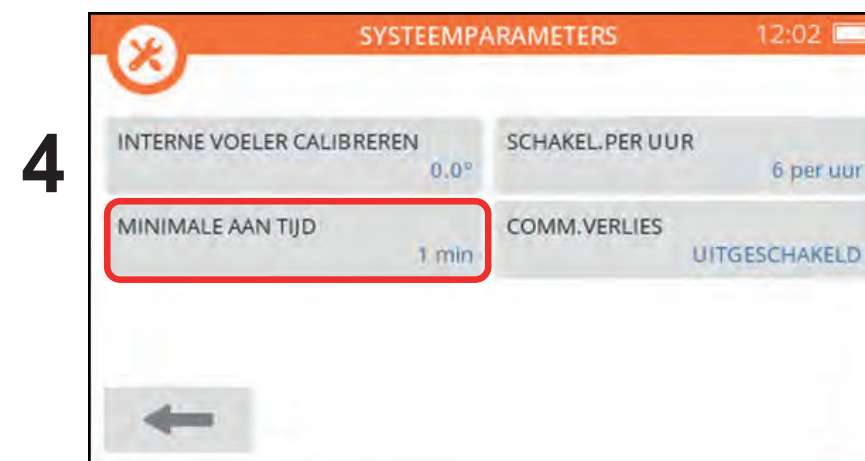 SYSTEEMPARAMETERS 12:02
4
INTERNE VOELER CALIBREREN
0.0°
SCHAKEL.PER UUR
6 per uur
MINIMALE AAN TIJD
1 min
COMM.VERLIES
UITGESCHAKELD